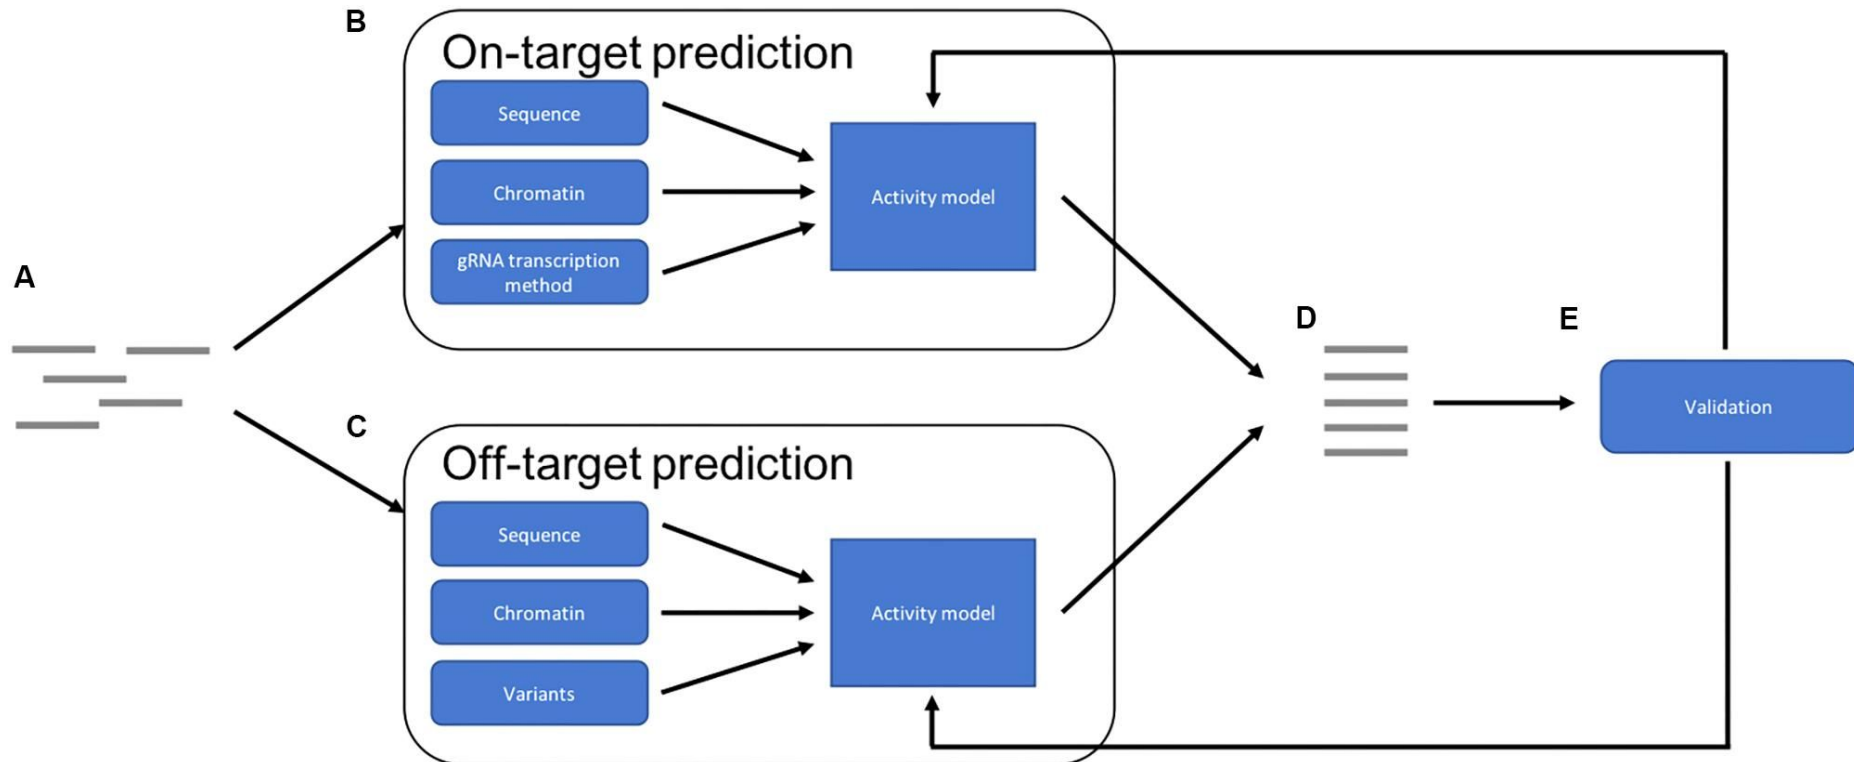 B
On-target prediction
Sequence
Chromatin
gRNA transcription
method
Activity model
A
D
E
Validation
C
Off-target prediction
Sequence
Chromatin
Variants
Activity model